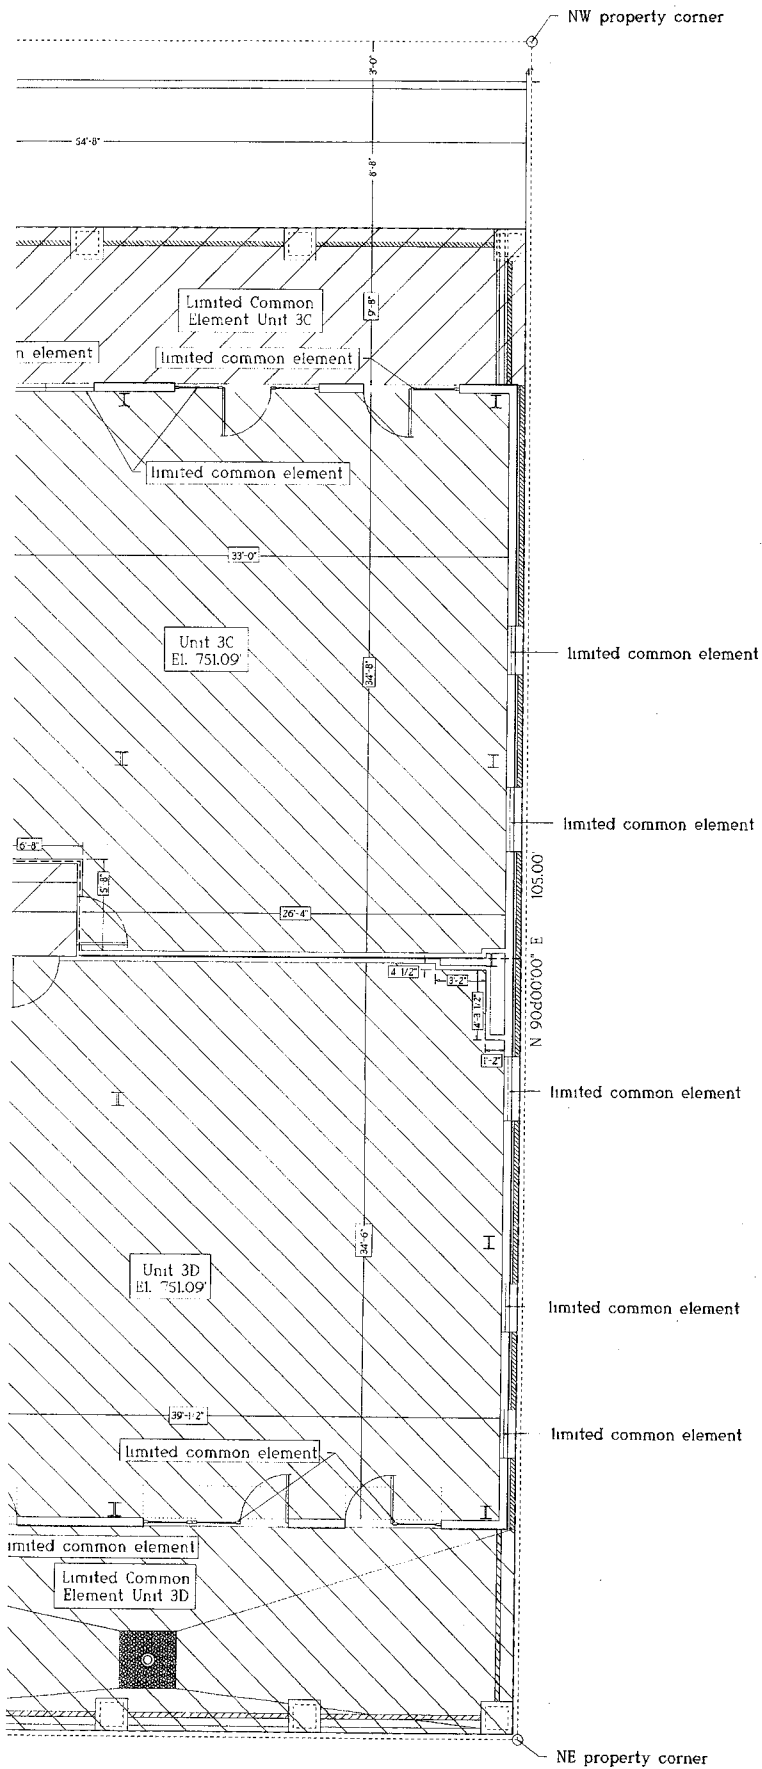 NW property corner
3'-0"
4"
54'-8"
8'-8"
Limited Common
Element Unit 3C
9'-8"
n element
limited common element
limited common element
33'-0"
Unit 3C
El. 751.09'
34'-8"
limited common element
limited common element
6'-8"
5'-8"
26'-4"
N 90d00'00" E 105.00'
4 1/2"
3'-2"
4'-3 1/2"
1'-2"
limited common element
34'-6"
Unit 3D
El. 751.09'
limited common element
39'-1/2"
limited common element
limited common element
imited common element
Limited Common
Element Unit 3D
NE property corner